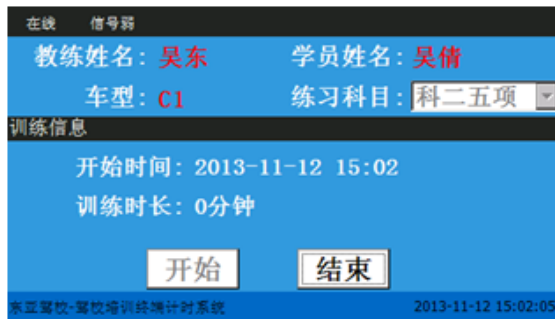 在线 信号弱
教练姓名: 吴东 学员姓名: 吴倩
车型: C1 练习科目: 科二五项
训练信息
开始时间: 2013-11-12 15:02
训练时长: 0分钟
开始 结束
东亚驾校-驾校培训终端计时系统 2013-11-12 15:02:05